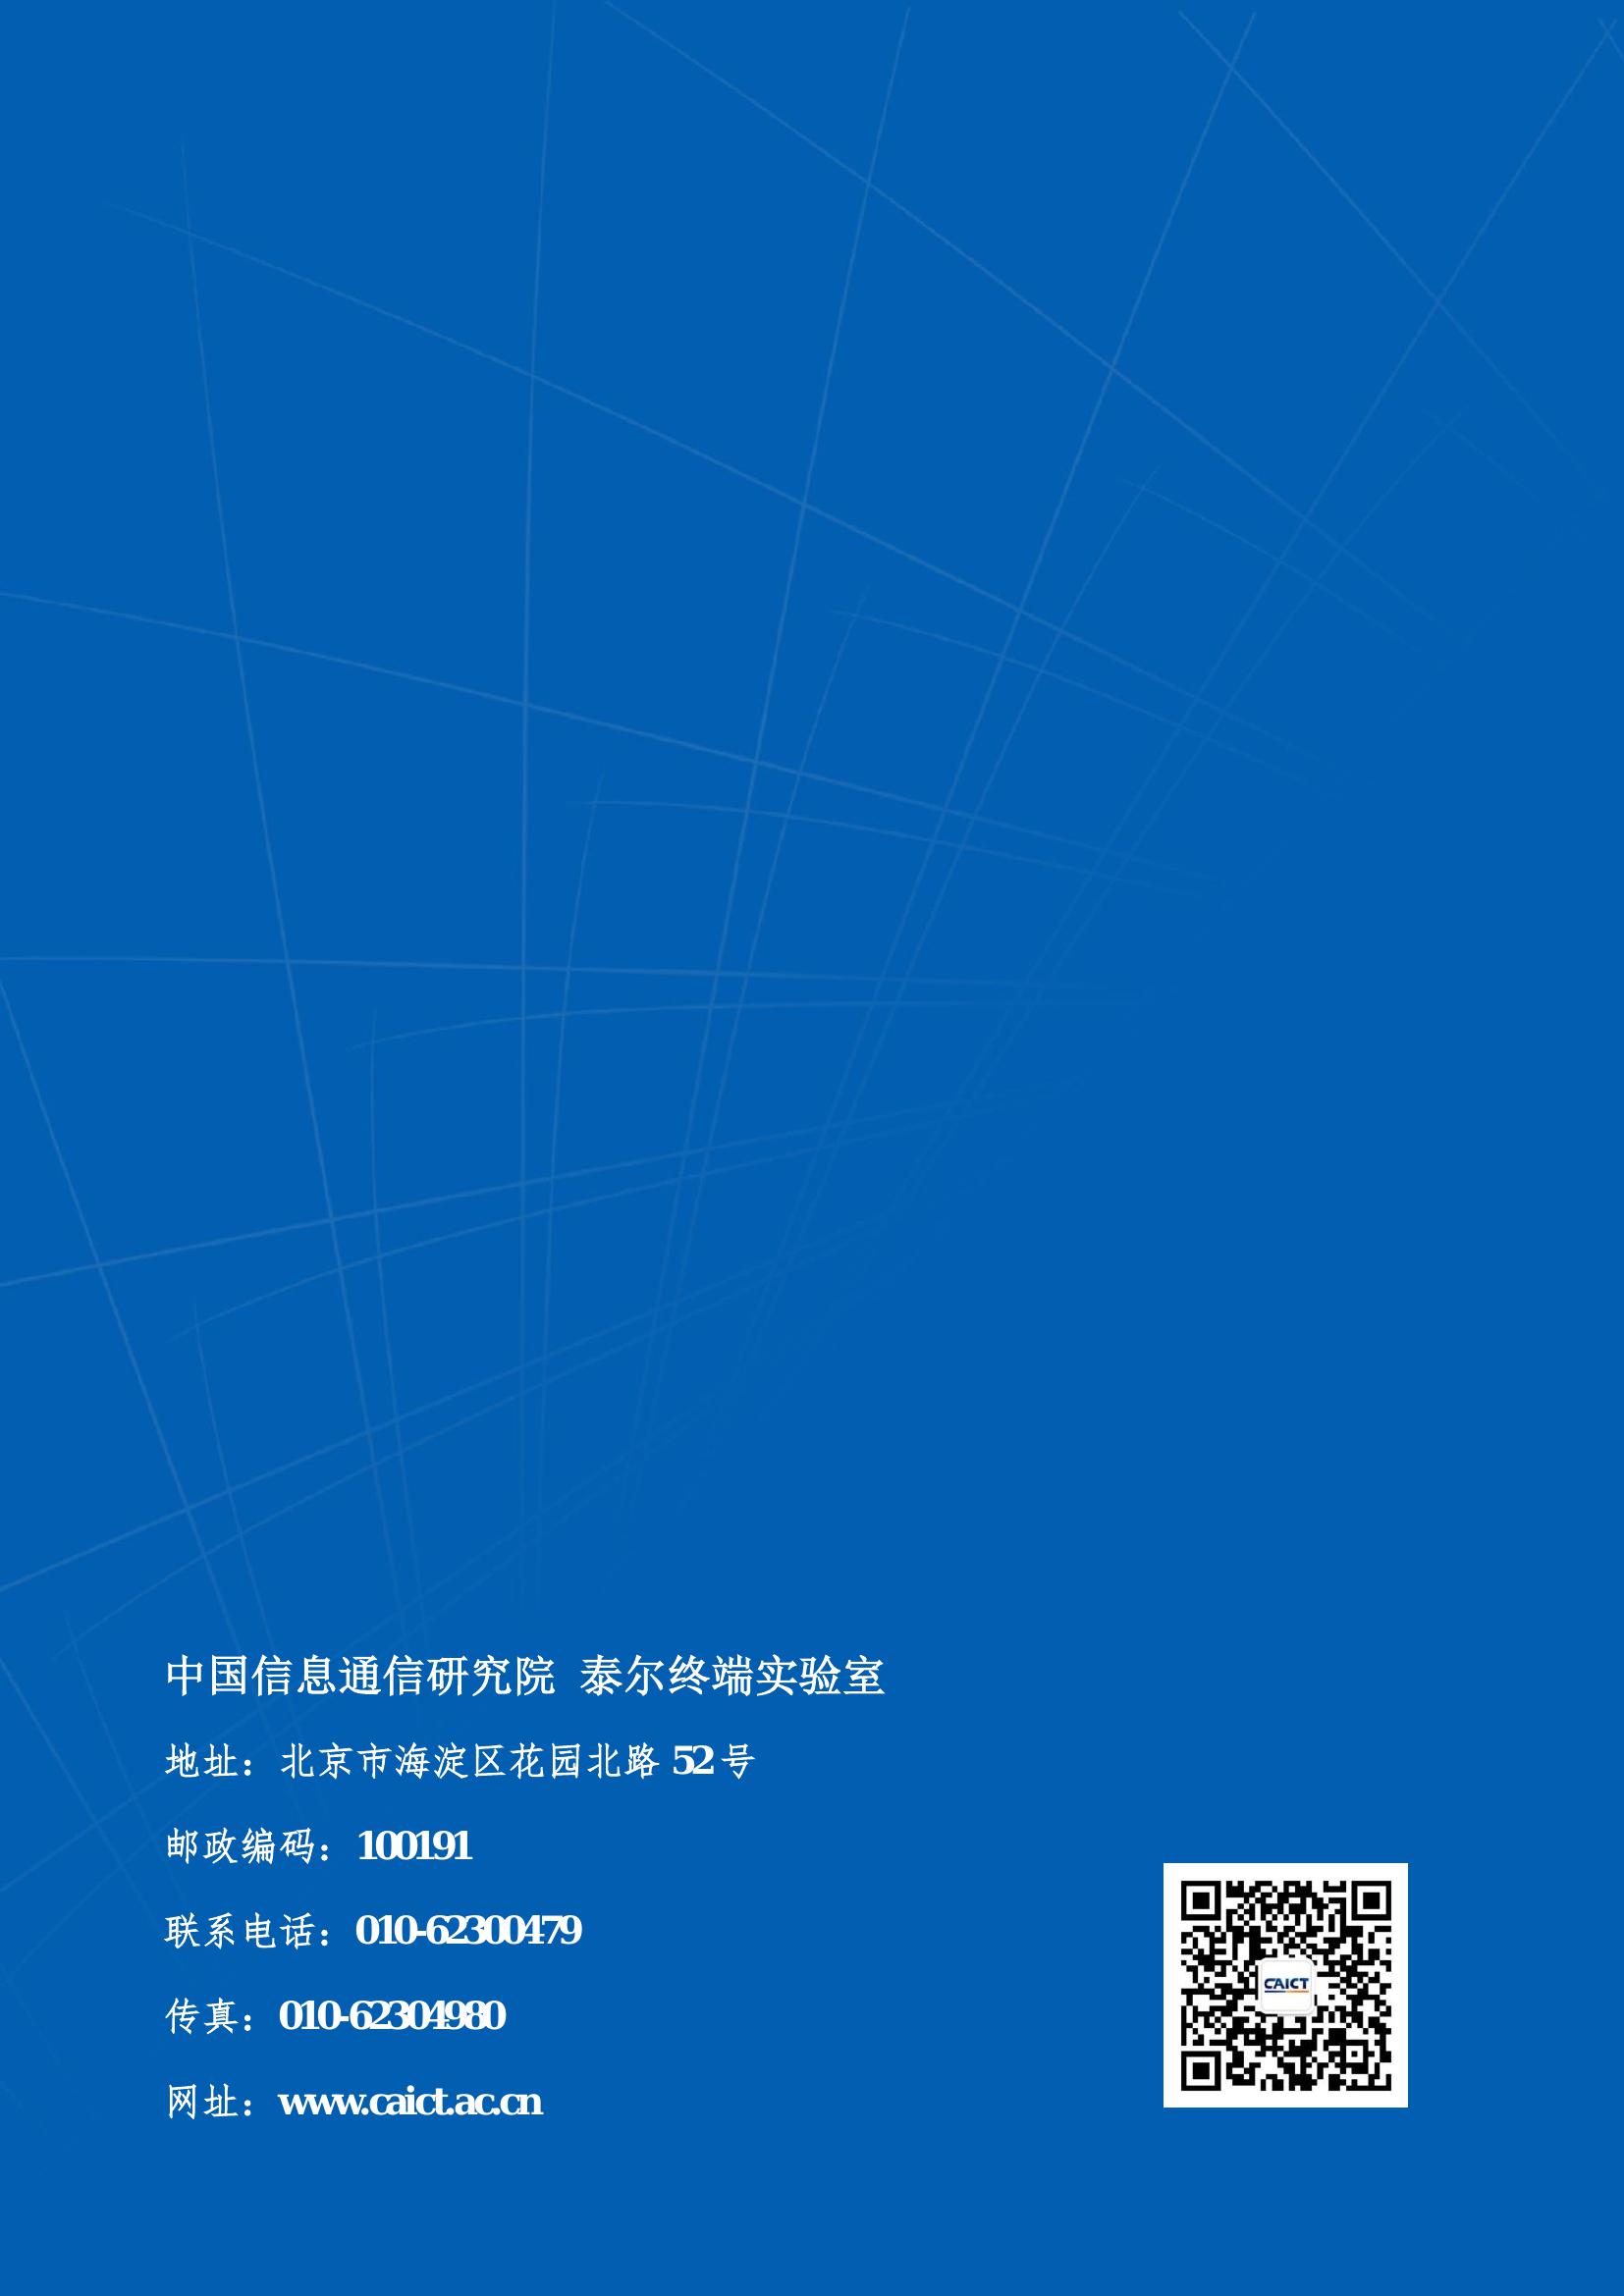 中国信息通信研究院 泰尔终端实验室
地址：北京市海淀区花园北路 52 号
邮政编码：100191
联系电话：010-62300479
传真：010-62304980
网址：www.caict.ac.cn
CAICT